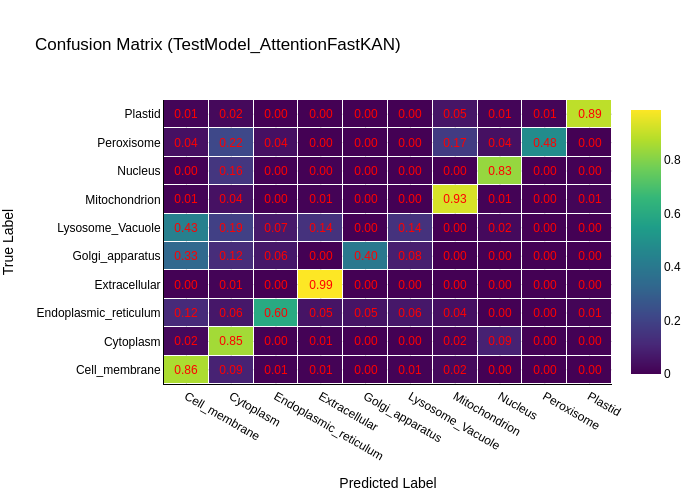 Confusion Matrix (TestModel_AttentionFastKAN)
True Label
Plastid 0.01 0.02 0.00 0.00 0.00 0.00 0.05 0.01 0.01 0.89
Peroxisome 0.04 0.22 0.04 0.00 0.00 0.00 0.17 0.04 0.48 0.00
Nucleus 0.00 0.16 0.00 0.00 0.00 0.00 0.00 0.83 0.00 0.00
Mitochondrion 0.01 0.04 0.00 0.01 0.00 0.00 0.93 0.01 0.00 0.01
Lysosome_Vacuole 0.43 0.19 0.07 0.14 0.00 0.14 0.00 0.02 0.00 0.00
Golgi_apparatus 0.33 0.12 0.06 0.00 0.40 0.08 0.00 0.00 0.00 0.00
Extracellular 0.00 0.01 0.00 0.99 0.00 0.00 0.00 0.00 0.00 0.00
Endoplasmic_reticulum 0.12 0.06 0.60 0.05 0.05 0.06 0.04 0.00 0.00 0.01
Cytoplasm 0.02 0.85 0.00 0.01 0.00 0.00 0.02 0.09 0.00 0.00
Cell_membrane 0.86 0.09 0.01 0.01 0.00 0.01 0.02 0.00 0.00 0.00
Cell_membrane Cytoplasm Endoplasmic_reticulum Extracellular Golgi_apparatus Lysosome_Vacuole Mitochondrion Nucleus Peroxisome Plastid
Predicted Label
0.8
0.6
0.4
0.2
0